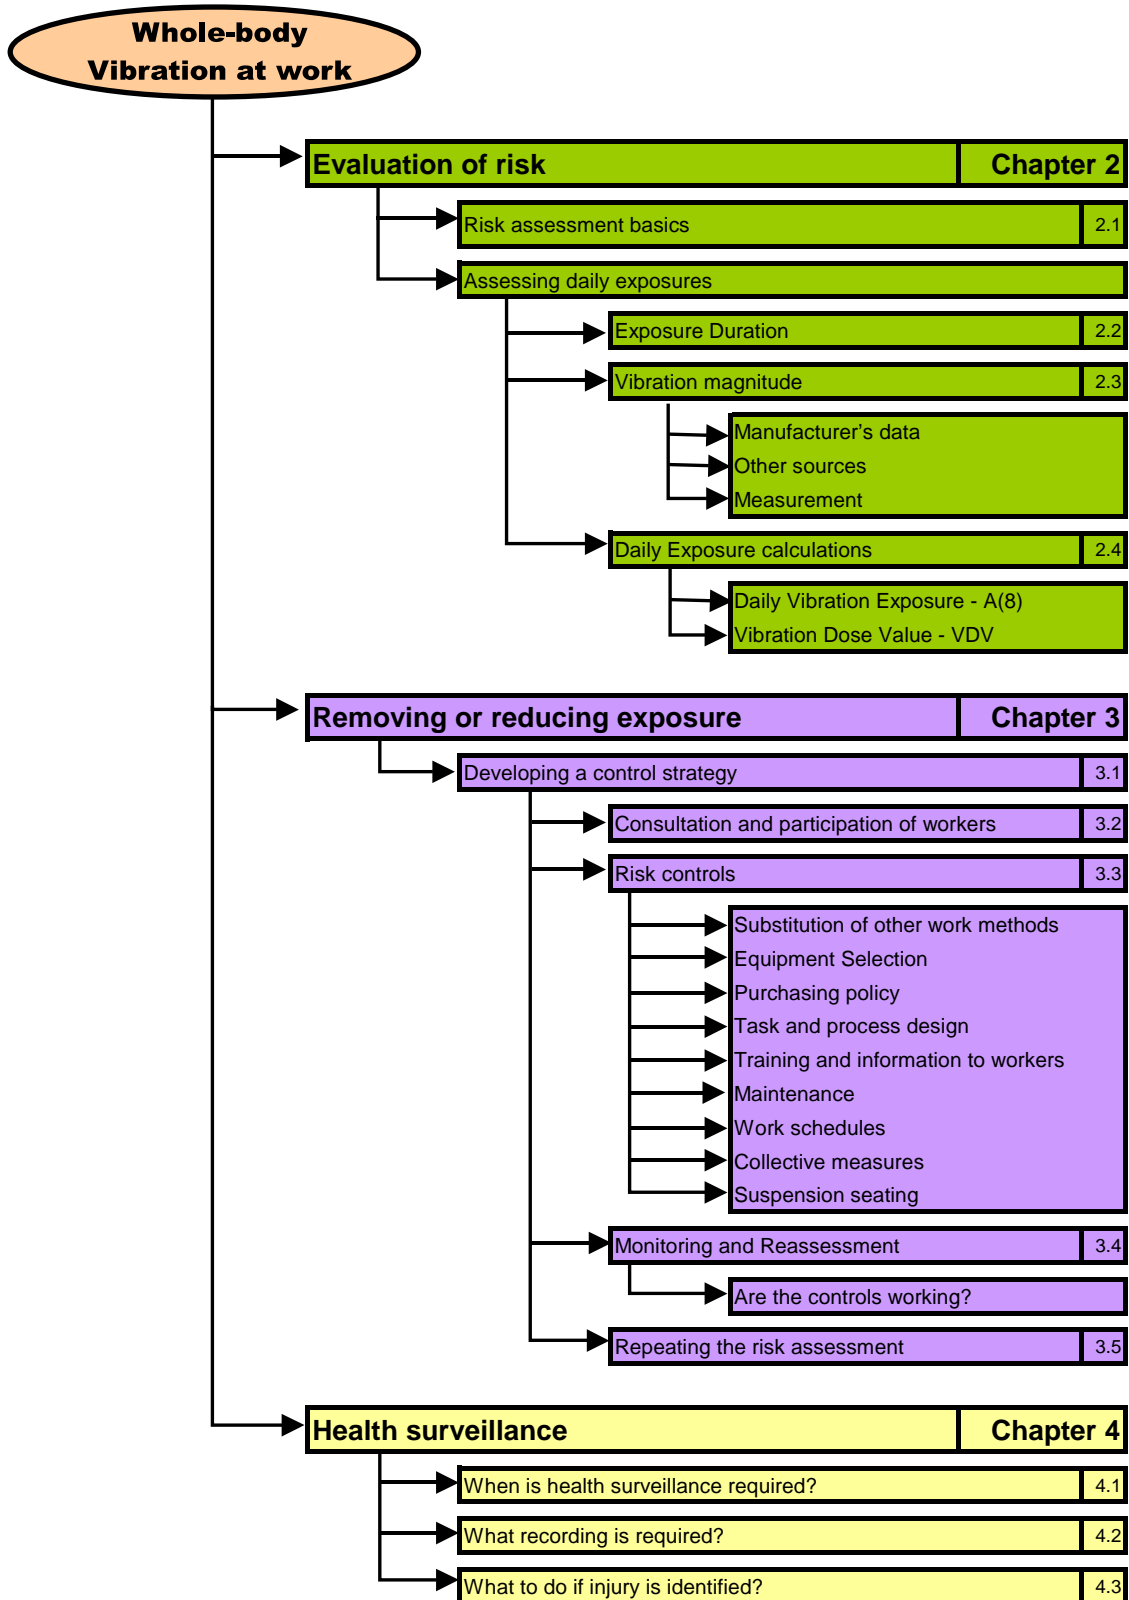 Whole-body
Vibration at work
Evaluation of risk Chapter 2
Risk assessment basics 2.1
Assessing daily exposures
Exposure Duration 2.2
Vibration magnitude 2.3
Manufacturer’s data
Other sources
Measurement
Daily Exposure calculations 2.4
Daily Vibration Exposure - A(8)
Vibration Dose Value - VDV
Removing or reducing exposure Chapter 3
Developing a control strategy 3.1
Consultation and participation of workers 3.2
Risk controls 3.3
Substitution of other work methods
Equipment Selection
Purchasing policy
Task and process design
Training and information to workers
Maintenance
Work schedules
Collective measures
Suspension seating
Monitoring and Reassessment 3.4
Are the controls working?
Repeating the risk assessment 3.5
Health surveillance Chapter 4
When is health surveillance required? 4.1
What recording is required? 4.2
What to do if injury is identified? 4.3